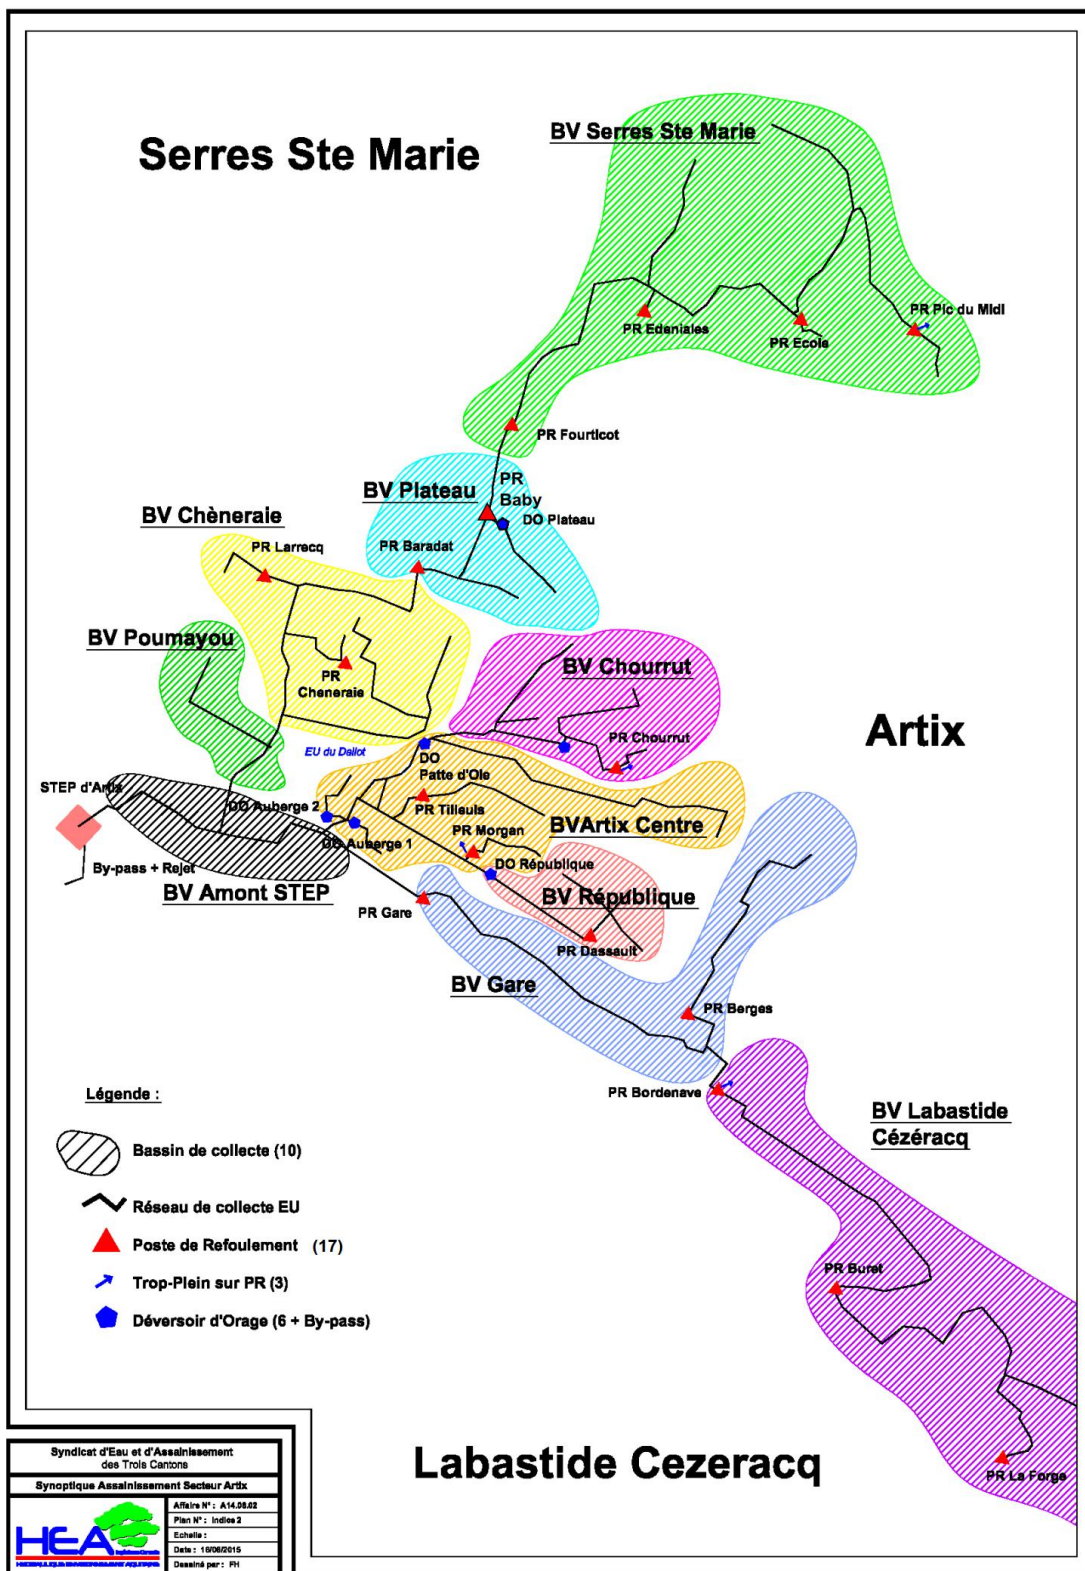 Serres Ste Marie
BV Serres Ste Marie
PR Pic du Midi
PR Edeniales
PR Ecole
PR Fourticot
PR
Baby
BV Plateau
DO Plateau
BV Chèneraie
PR Larrecq
PR Baradat
BV Poumayou
PR
Cheneraie
BV Chourrut
PR Chourrut
Artix
EU du Dallot
DO
Patte d'Oie
STEP d'Artix
DO Auberge 2
PR Tilleuls
BVArtix Centre
PR Morgan
DO Auberge 1
DO République
By-pass + Rejet
BV Amont STEP
BV République
PR Gare
PR Dassault
BV Gare
PR Berges
PR Bordenave
BV Labastide
Cézéracq
Légende :
Bassin de collecte (10)
Réseau de collecte EU
Poste de Refoulement (17)
Trop-Plein sur PR (3)
Déversoir d'Orage (6 + By-pass)
PR Buret
PR La Forge
Labastide Cezeracq
Syndicat d'Eau et d'Assainissement
des Trois Cantons
Synoptique Assainissement Secteur Artix
HEA
Affaire N° : A14.08.02
Plan N° : Indice 2
Echelle :
Date : 16/06/2015
Dessiné par : FH